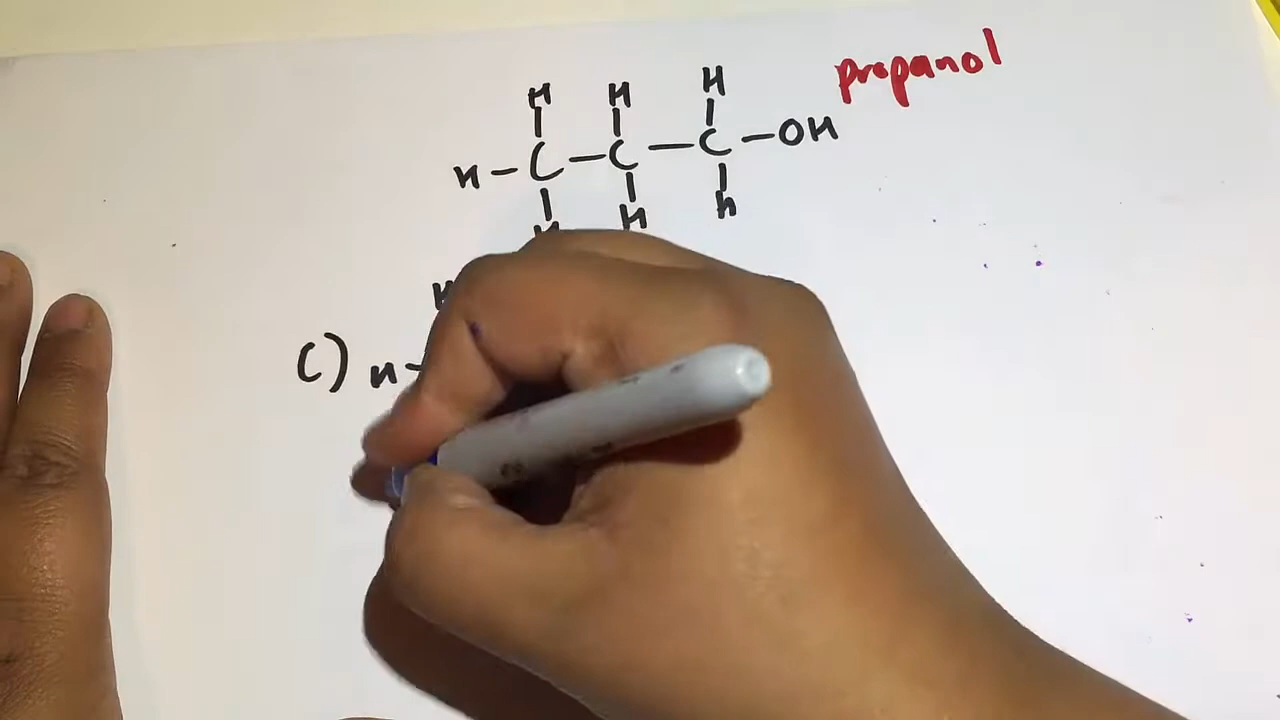 propanol
H H H
H – C – C – C – OH
H H h
H
C) H –